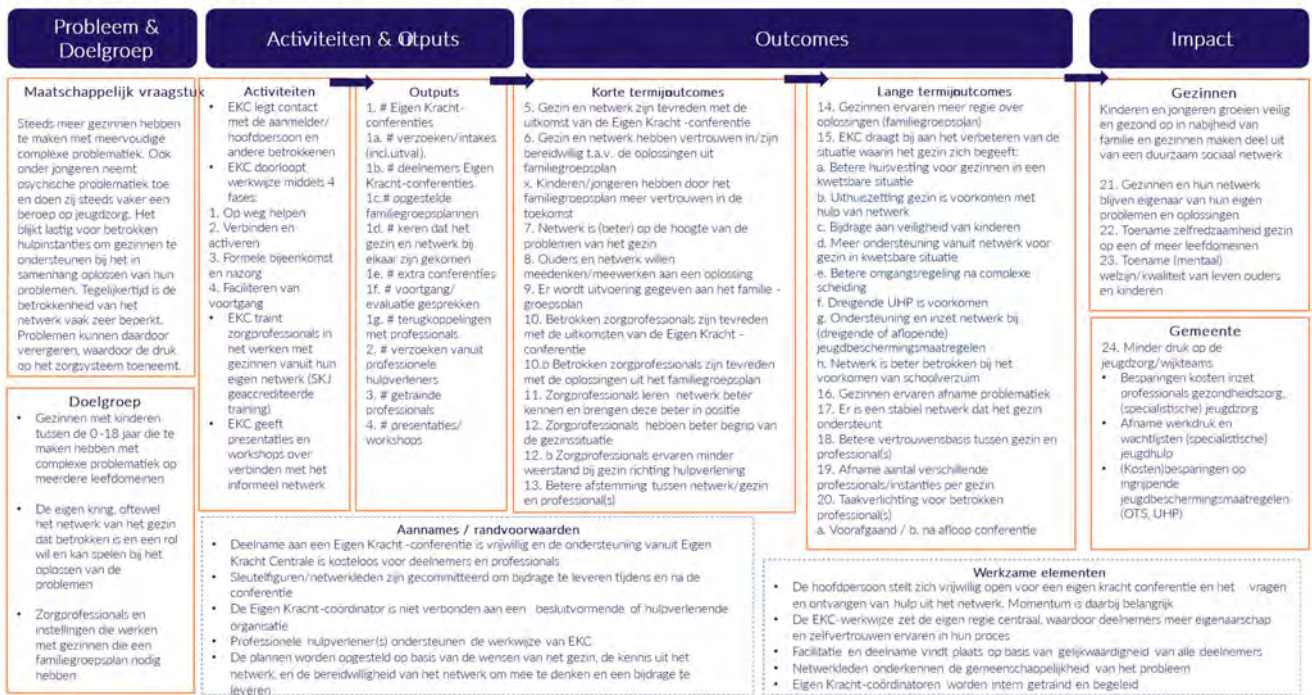 Probleem &
Doelgroep
Activiteiten & Otputs
Outcomes
Impact
Maatschappelijk vraagstuk
Steeds meer gezinnen hebben
te maken met meervoudige
complexe problematiek. Ook
onder jongeren neemt
psychische problematiek toe
en doen zij steeds vaker een
beroep op jeugdzorg. Het
blijkt lastig voor betrokken
hulpinstanties om gezinnen te
ondersteunen bij het in
samenhang oplossen van hun
problemen. Tegelijkertijd is de
betrokkenheid van het
netwerk vaak zeer beperkt.
Problemen kunnen daardoor
verergeren, waardoor de druk
op het zorgsysteem toeneemt.
Doelgroep
• Gezinnen met kinderen
tussen de 0-18 jaar die te
maken hebben met
complexe problematiek op
meerdere leefdomeinen
• De eigen kring, oftewel
het netwerk van het gezin
dat betrokken is en een rol
wil en kan spelen bij het
oplossen van de
problemen
• Zorgprofessionals en
instellingen die werken
met gezinnen die een
familiegroepsplan nodig
hebben
Activiteiten
• EKC legt contact
met de aanmelder/
hoofdpersoon en
andere betrokkenen
• EKC doorloopt
werkwijze middels 4
fases:
1. Op weg helpen
2. Verbinden en
activeren
3. Formele bijeenkomst
en nazorg
4. Faciliteren van
voortgang
• EKC traint
zorgprofessionals in
het werken met
gezinnen vanuit hun
eigen netwerk (SKJ
geaccrediteerde
training)
• EKC geeft
presentaties en
workshops over
verbinden met het
informeel netwerk
Outputs
1. # Eigen Kracht-
conferenties
1a. # verzoeken/intakes
(incl.uitval).
1b. # deelnemers Eigen
Kracht-conferenties
1c.# opgestelde
familiegroepsplannen
1d. # keren dat het
gezin en netwerk bij
elkaar zijn gekomen
1e. # extra conferenties
1f. # voortgang/
evaluatie gesprekken
1g. # terugkoppelingen
met professionals
2. # verzoeken vanuit
professionele
hulpverleners
3. # getrainde
professionals
4. # presentaties/
workshops
Korte termijnoutcomes
5. Gezin en netwerk zijn tevreden met de
uitkomst van de Eigen Kracht -conferentie
6. Gezin en netwerk hebben vertrouwen in/zijn
bereidwillig t.a.v. de oplossingen uit
familiegroepsplan
x. Kinderen/jongeren hebben door het
familiegroepsplan meer vertrouwen in de
toekomst
7. Netwerk is (beter) op de hoogte van de
problemen van het gezin
8. Ouders en netwerk willen
meedenken/meewerken aan een oplossing
9. Er wordt uitvoering gegeven aan het familie -
groepsplan
10. Betrokken zorgprofessionals zijn tevreden
met de uitkomsten van de Eigen Kracht -
conferentie
10.b Betrokken zorgprofessionals zijn tevreden
met de oplossingen uit het familiegroepsplan
11. Zorgprofessionals leren netwerk beter
kennen en brengen deze beter in positie
12. Zorgprofessionals hebben beter begrip van
de gezinssituatie
12. b Zorgprofessionals ervaren minder
weerstand bij gezin richting hulpverlening
13. Betere afstemming tussen netwerk/gezin
en professional(s)
Lange termijnoutcomes
14. Gezinnen ervaren meer regie over
oplossingen (familiegroepsplan)
15. EKC draagt bij aan het verbeteren van de
situatie waarin het gezin zich begeeft:
a. Betere huisvesting voor gezinnen in een
kwetsbare situatie
b. Uithuiszetting gezin is voorkomen met
hulp van netwerk
c. Bijdrage aan veiligheid van kinderen
d. Meer ondersteuning vanuit netwerk voor
gezin in kwetsbare situatie
e. Betere omgangsregeling na complexe
scheiding
f. Dreigende UHP is voorkomen
g. Ondersteuning en inzet netwerk bij
(dreigende of aflopende)
jeugdbeschermingsmaatregelen
h. Netwerk is beter betrokken bij het
voorkomen van schoolverzuim
16. Gezinnen ervaren afname problematiek
17. Er is een stabiel netwerk dat het gezin
ondersteunt
18. Betere vertrouwensbasis tussen gezin en
professional(s)
19. Afname aantal verschillende
professionals/instanties per gezin
20. Taakverlichting voor betrokken
professional(s)
a. Voorafgaand / b. na afloop conferentie
Gezinnen
Kinderen en jongeren groeien veilig
en gezond op in nabijheid van
familie en gezinnen maken deel uit
van een duurzaam sociaal netwerk
21. Gezinnen en hun netwerk
blijven eigenaar van hun eigen
problemen en oplossingen
22. Toename zelfredzaamheid gezin
op een of meer leefdomeinen
23. Toename (mentaal)
welzijn/kwaliteit van leven ouders
en kinderen
Gemeente
24. Minder druk op de
jeugdzorg/wijkteams
• Besparingen kosten inzet
professionals gezondheidszorg,
(specialistische) jeugdzorg
• Afname werkdruk en
wachtlijsten (specialistische)
jeugdhulp
• (Kosten)besparingen op
ingrijpende
jeugdbeschermingsmaatregelen
(OTS, UHP)
Aannames / randvoorwaarden
• Deelname aan een Eigen Kracht -conferentie is vrijwillig en de ondersteuning vanuit Eigen
Kracht Centrale is kosteloos voor deelnemers en professionals
• Sleutelfiguren/netwerkleden zijn gecommitteerd om bijdrage te leveren tijdens en na de
conferentie
• De Eigen Kracht-coördinator is niet verbonden aan een besluitvormende of hulpverlenende
organisatie
• Professionele hulpverlener(s) ondersteunen de werkwijze van EKC
• De plannen worden opgesteld op basis van de wensen van het gezin, de kennis uit het
netwerk, en de bereidwilligheid van het netwerk om mee te denken en een bijdrage te
leveren
Werkzame elementen
• De hoofdpersoon stelt zich vrijwillig open voor een eigen kracht conferentie en het vragen
en ontvangen van hulp uit het netwerk. Momentum is daarbij belangrijk
• De EKC-werkwijze zet de eigen regie centraal, waardoor deelnemers meer eigenaarschap
en zelfvertrouwen ervaren in hun proces
• Facilitatie en deelname vindt plaats op basis van gelijkwaardigheid van alle deelnemers
• Netwerkleden onderkennen de gemeenschappelijkheid van het probleem
• Eigen Kracht-coördinatoren worden intern getraind en begeleid